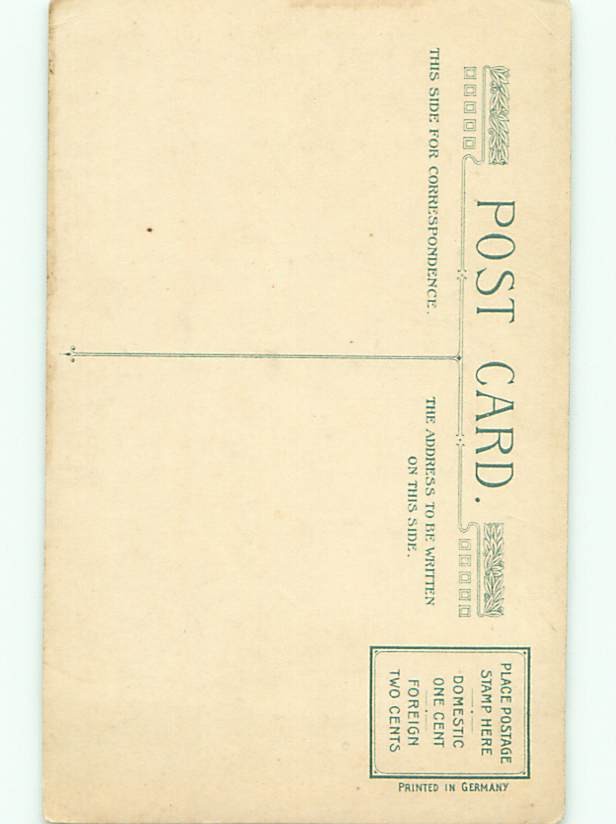 POST CARD.
THIS SIDE FOR CORRESPONDENCE.
THE ADDRESS TO BE WRITTEN
ON THIS SIDE.
PLACE POSTAGE
STAMP HERE
DOMESTIC
ONE CENT
FOREIGN
TWO CENTS
PRINTED IN GERMANY